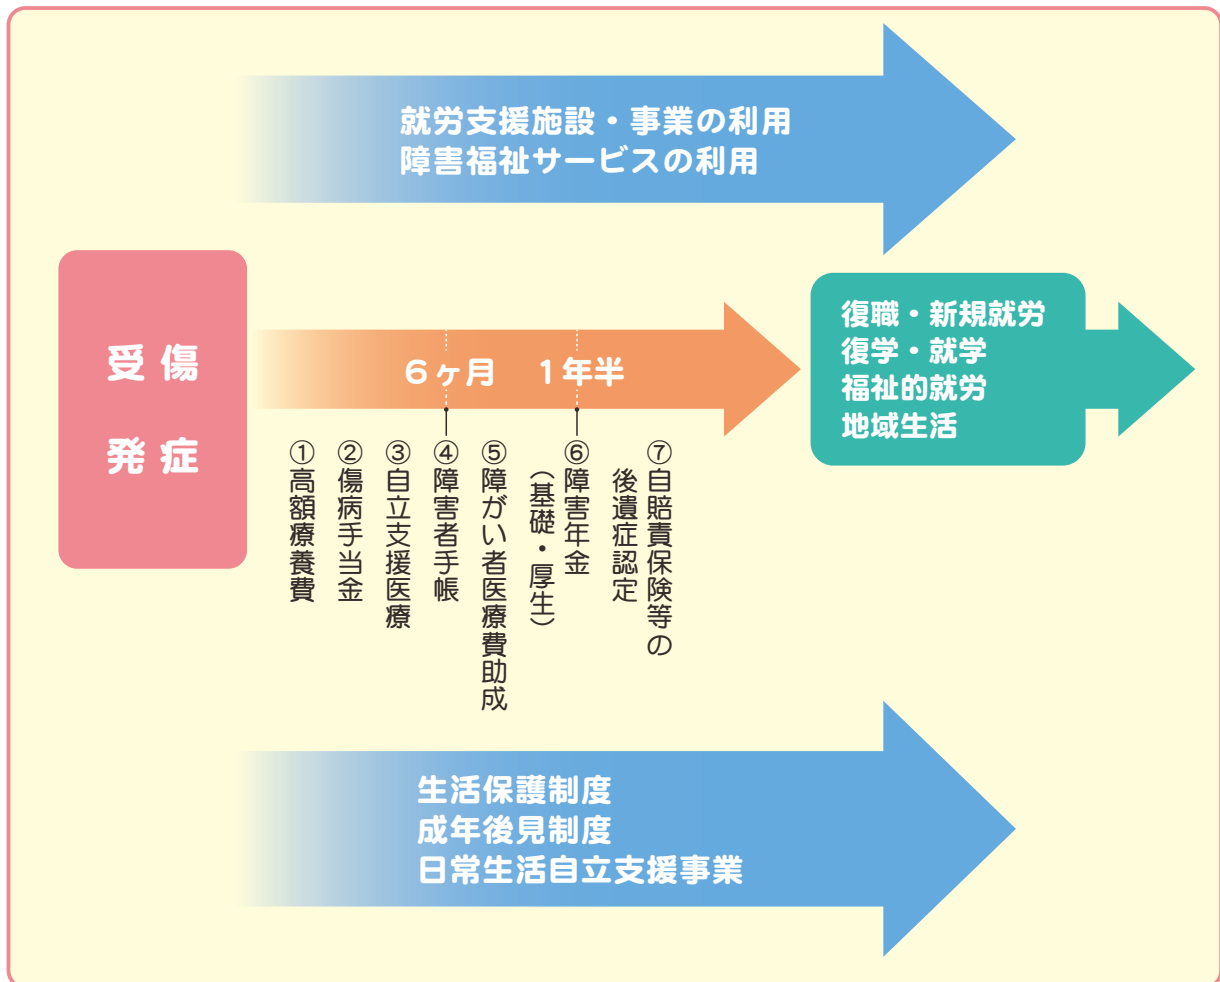 就労支援施設・事業の利用
障害福祉サービスの利用
受傷
発症
6ヶ月
1年半
復職・新規就労
復学・就学
福祉的就労
地域生活
①高額療養費
②傷病手当金
③自立支援医療
④障害者手帳
⑤障がい者医療費助成
⑥障害年金
（基礎・厚生）
⑦自賠責保険等の
後遺症認定
生活保護制度
成年後見制度
日常生活自立支援事業